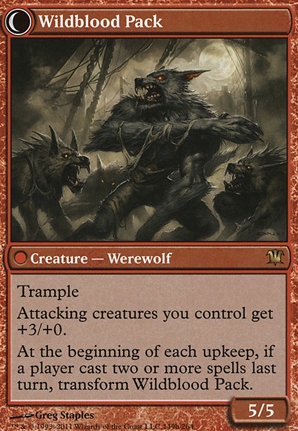 Wildblood Pack
Creature — Werewolf
Trample
Attacking creatures you control get
+3/+0.
At the beginning of each upkeep, if
a player cast two or more spells last
turn, transform Wildblood Pack.
Greg Staples
5/5